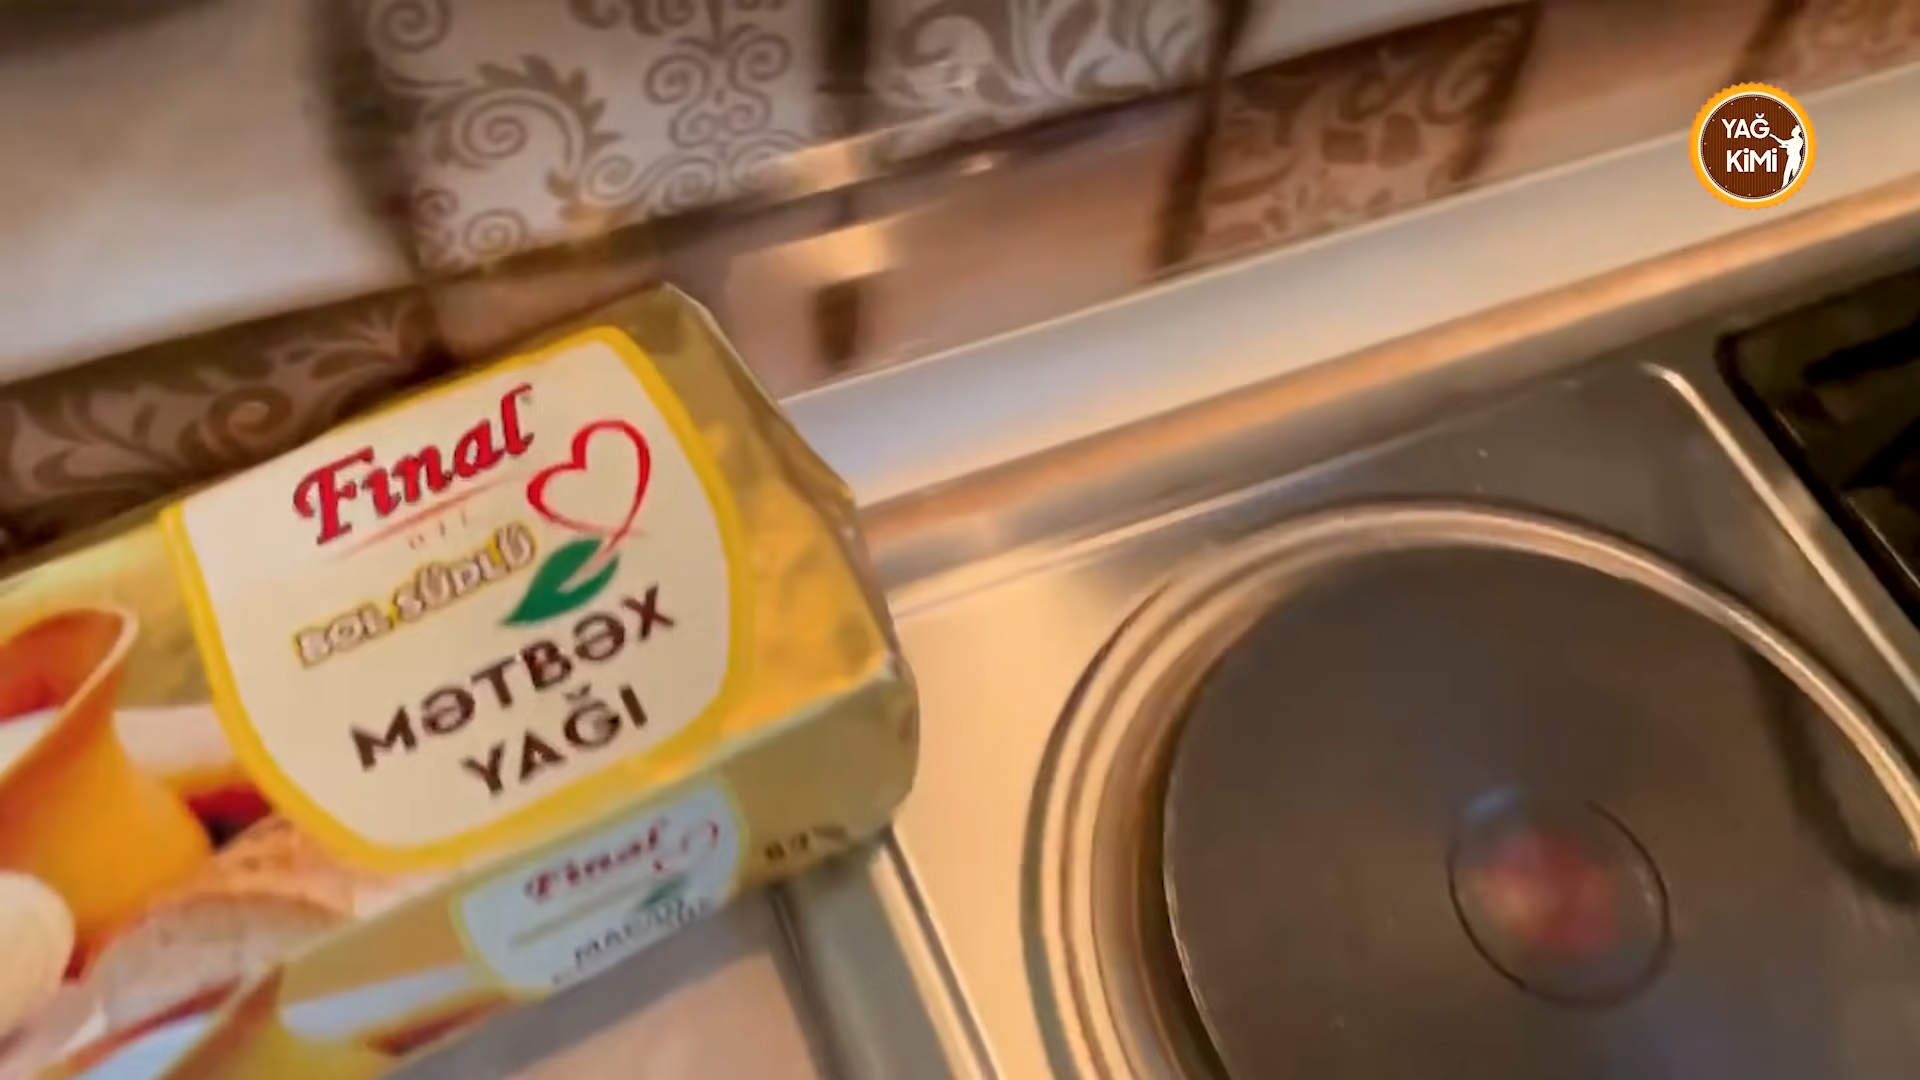 YAĞ
KİMİ
Final
BOL SÜDLÜ
MƏTBƏX
YAĞI
Final